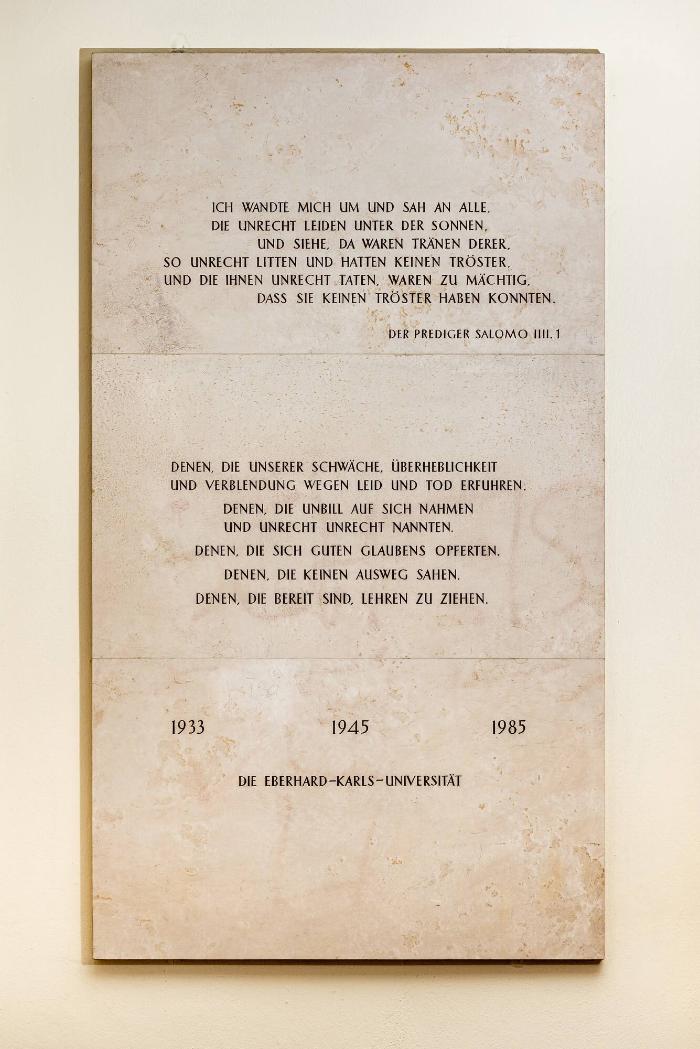 ICH WANDTE MICH UM UND SAH AN ALLE,
DIE UNRECHT LEIDEN UNTER DER SONNEN,
UND SIEHE, DA WAREN TRÄNEN DERER,
SO UNRECHT LITTEN UND HATTEN KEINEN TRÖSTER,
UND DIE IHNEN UNRECHT TATEN, WAREN ZU MÄCHTIG,
DASS SIE KEINEN TRÖSTER HABEN KONNTEN.
DER PREDIGER SALOMO IIII.1
DENEN, DIE UNSERER SCHWÄCHE, ÜBERHEBLICHKEIT
UND VERBLENDUNG WEGEN LEID UND TOD ERFUHREN.
DENEN, DIE UNBILL AUF SICH NAHMEN
UND UNRECHT UNRECHT NANNTEN.
DENEN, DIE SICH GUTEN GLAUBENS OPFERTEN.
DENEN, DIE KEINEN AUSWEG SAHEN.
DENEN, DIE BEREIT SIND, LEHREN ZU ZIEHEN.
1933 1945 1985
DIE EBERHARD-KARLS-UNIVERSITÄT